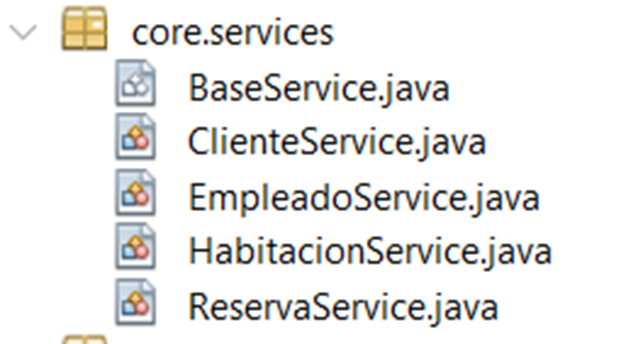 core.services
BaseService.java
ClienteService.java
EmpleadoService.java
HabitacionService.java
ReservaService.java